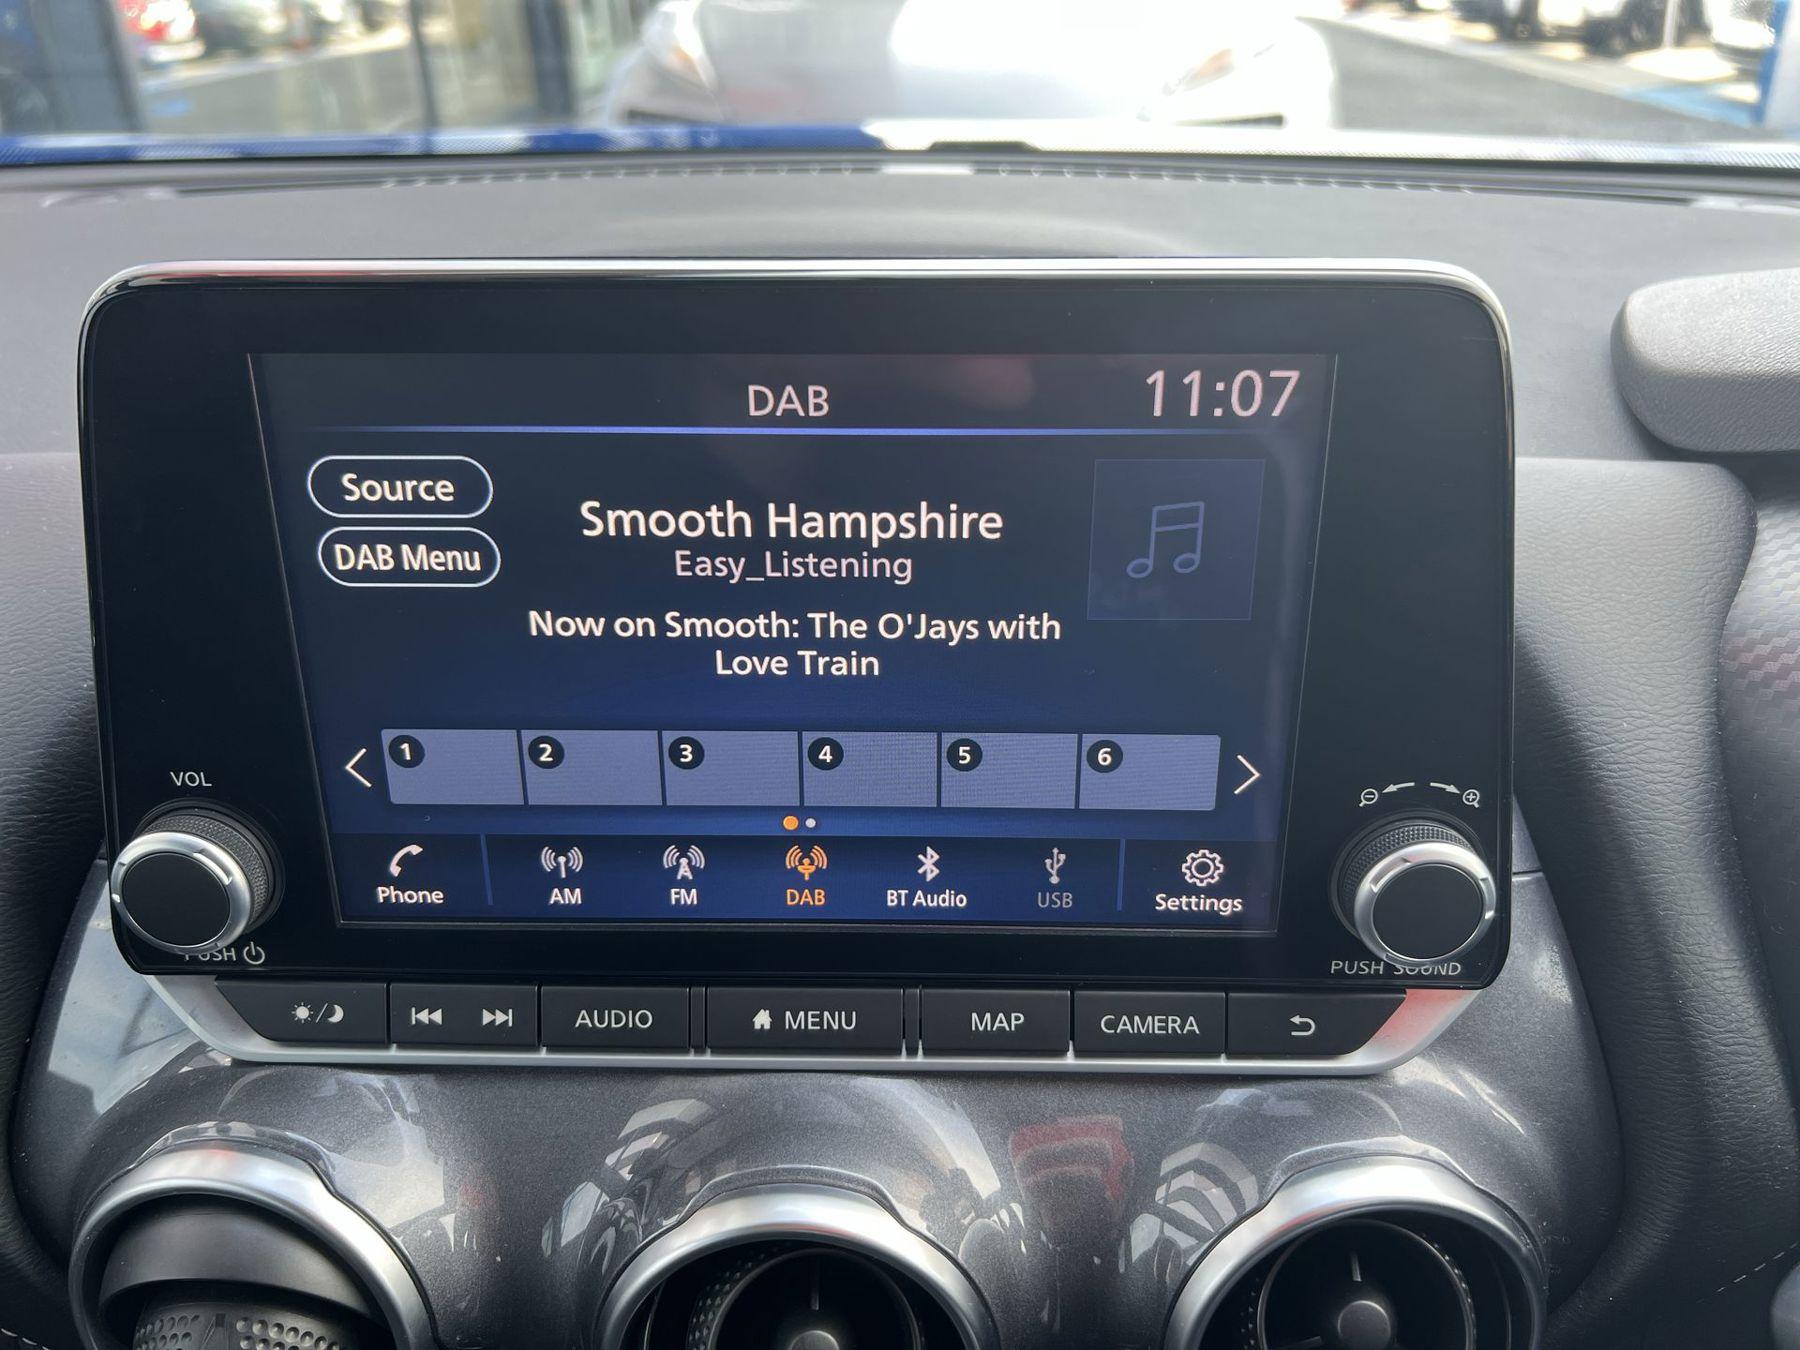 DAB
11:07
Source
DAB Menu
Smooth Hampshire
Easy_Listening
Now on Smooth: The O'Jays with
Love Train
1 2 3 4 5 6
Phone AM FM DAB BT Audio USB Settings
VOL
PUSH
PUSH SOUND
AUDIO MENU MAP CAMERA